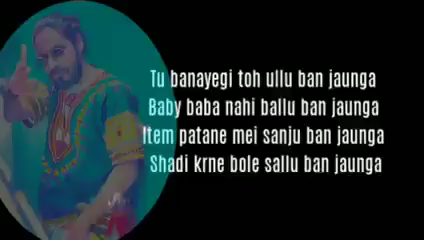 Tu banayegi toh ullu ban jaunga
Baby baba nahi ballu ban jaunga
Item patane mei sanju ban jaunga
Shadi krne bole sallu ban jaunga